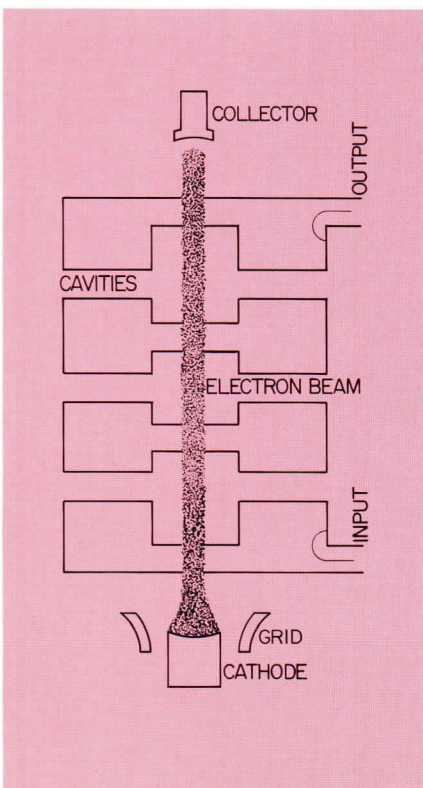 COLLECTOR
OUTPUT
CAVITIES
ELECTRON BEAM
INPUT
GRID
CATHODE